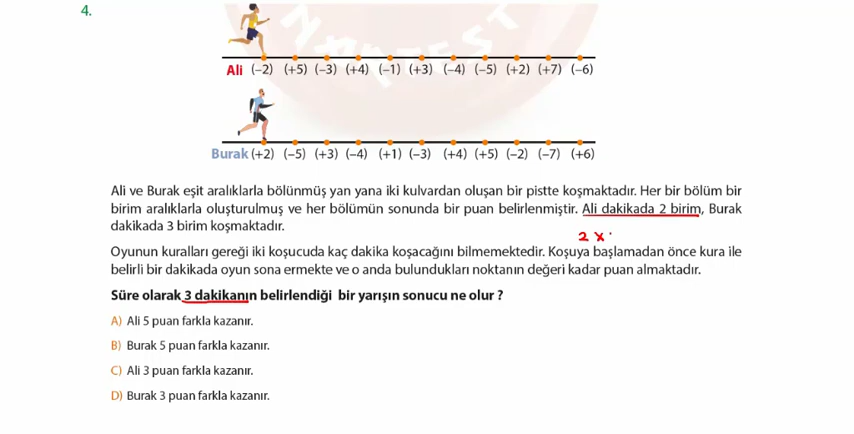 4.
Ali (–2) (+5) (–3) (+4) (–1) (+3) (–4) (–5) (+2) (+7) (–6)
Burak (+2) (–5) (+3) (–4) (+1) (–3) (+4) (+5) (–2) (–7) (+6)
Ali ve Burak eşit aralıklarla bölünmüş yan yana iki kulvardan oluşan bir pistte koşmaktadır. Her bir bölüm bir
birim aralıklarla oluşturulmuş ve her bölümün sonunda bir puan belirlenmiştir. Ali dakikada 2 birim, Burak
dakikada 3 birim koşmaktadır.
2 x
Oyunun kuralları gereği iki koşucuda kaç dakika koşacağını bilmemektedir. Koşuya başlamadan önce kura ile
belirli bir dakikada oyun sona ermekte ve o anda bulundukları noktanın değeri kadar puan almaktadır.
Süre olarak 3 dakikanın belirlendiği bir yarışın sonucu ne olur ?
A) Ali 5 puan farkla kazanır.
B) Burak 5 puan farkla kazanır.
C) Ali 3 puan farkla kazanır.
D) Burak 3 puan farkla kazanır.